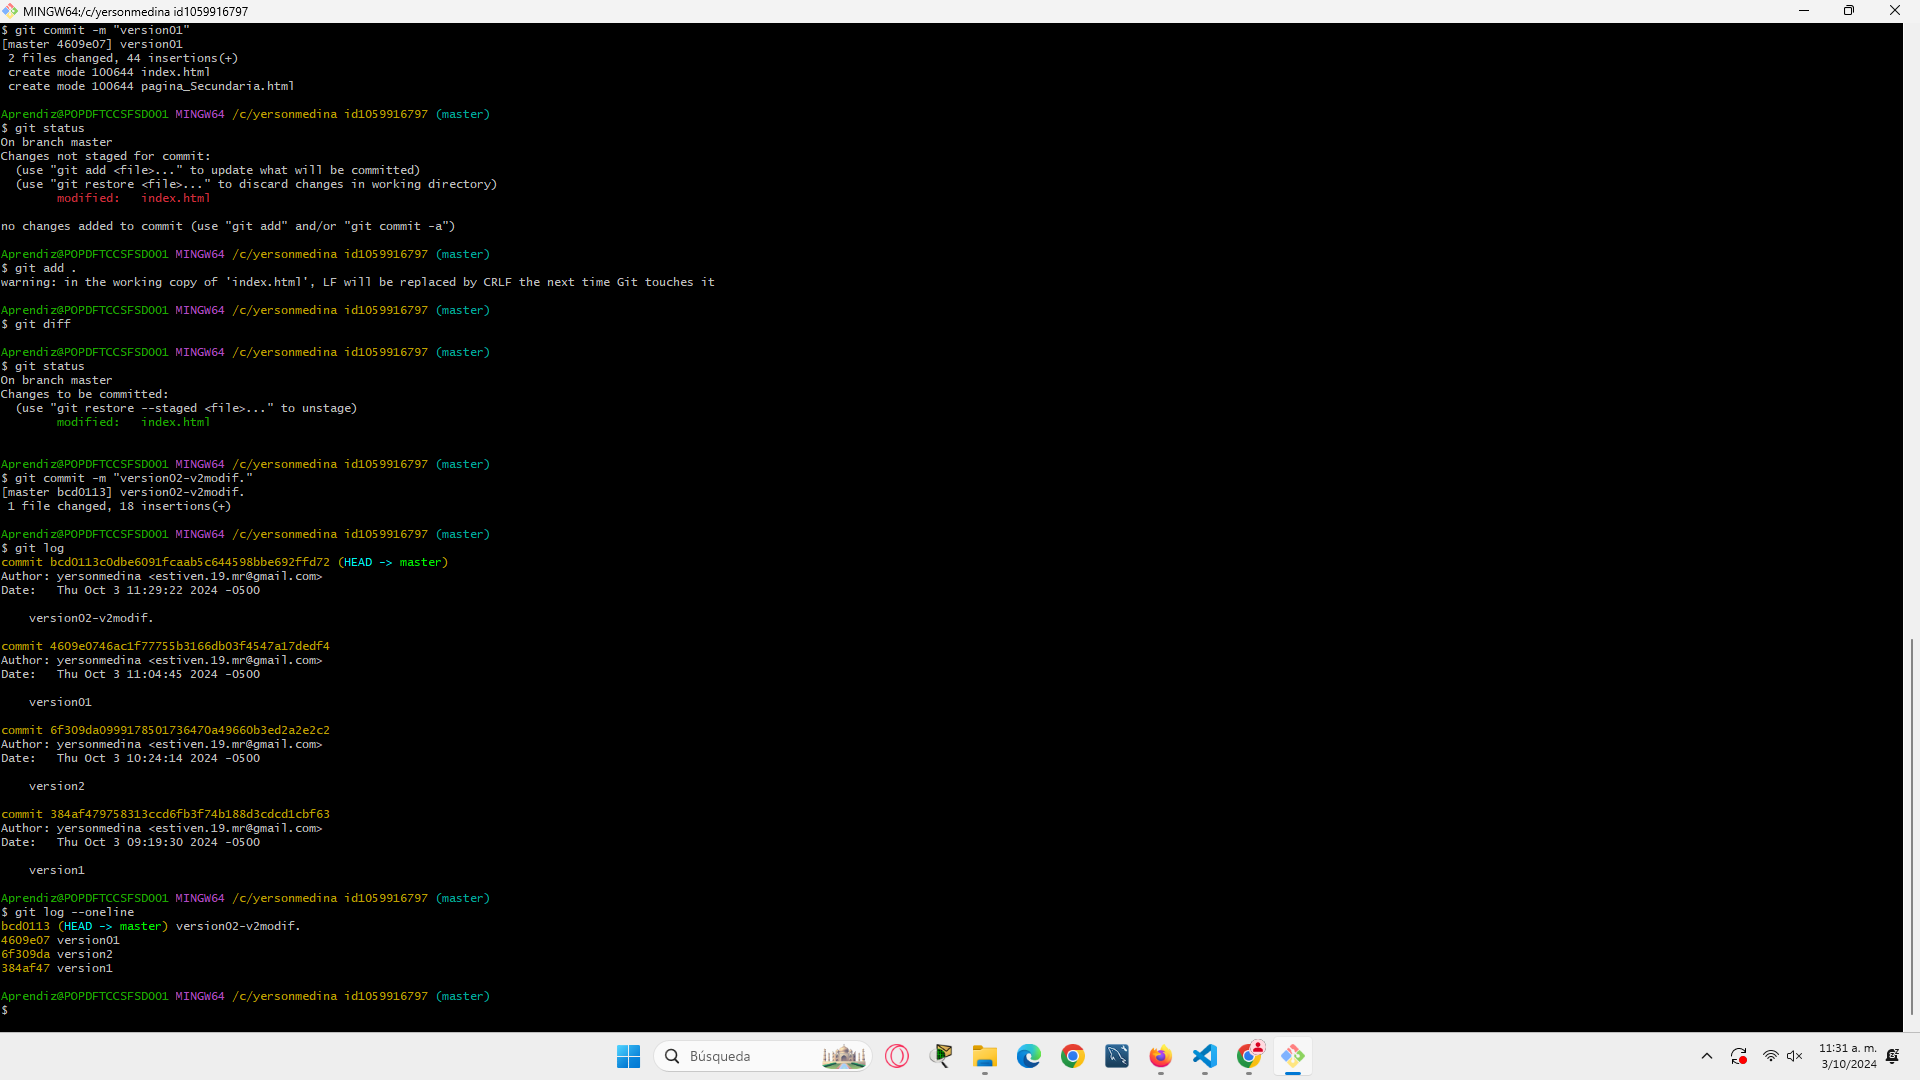 MINGW64:/c/yersonmedina id1059916797
$ git commit -m "version01"
[master 4609e07] version01
 2 files changed, 44 insertions(+)
 create mode 100644 index.html
 create mode 100644 pagina_Secundaria.html
Aprendiz@POPDFTCCSFSD001 MINGW64 /c/yersonmedina id1059916797 (master)
$ git status
On branch master
Changes not staged for commit:
  (use "git add <file>..." to update what will be committed)
  (use "git restore <file>..." to discard changes in working directory)
        modified:   index.html
no changes added to commit (use "git add" and/or "git commit -a")
Aprendiz@POPDFTCCSFSD001 MINGW64 /c/yersonmedina id1059916797 (master)
$ git add .
warning: in the working copy of 'index.html', LF will be replaced by CRLF the next time Git touches it
Aprendiz@POPDFTCCSFSD001 MINGW64 /c/yersonmedina id1059916797 (master)
$ git diff
Aprendiz@POPDFTCCSFSD001 MINGW64 /c/yersonmedina id1059916797 (master)
$ git status
On branch master
Changes to be committed:
  (use "git restore --staged <file>..." to unstage)
        modified:   index.html
Aprendiz@POPDFTCCSFSD001 MINGW64 /c/yersonmedina id1059916797 (master)
$ git commit -m "version02-v2modif."
[master bcd0113] version02-v2modif.
 1 file changed, 18 insertions(+)
Aprendiz@POPDFTCCSFSD001 MINGW64 /c/yersonmedina id1059916797 (master)
$ git log
commit bcd0113c0dbe6091fcaab5c644598bbe692ffd72 (HEAD -> master)
Author: yersonmedina <estiven.19.mr@gmail.com>
Date:   Thu Oct 3 11:29:22 2024 -0500
    version02-v2modif.
commit 4609e0746ac1f77755b3166db03f4547a17dedf4
Author: yersonmedina <estiven.19.mr@gmail.com>
Date:   Thu Oct 3 11:04:45 2024 -0500
    version01
commit 6f309da0999178501736470a49660b3ed2a2e2c2
Author: yersonmedina <estiven.19.mr@gmail.com>
Date:   Thu Oct 3 10:24:14 2024 -0500
    version2
commit 384af479758313ccd6fb3f74b188d3cdcd1cbf63
Author: yersonmedina <estiven.19.mr@gmail.com>
Date:   Thu Oct 3 09:19:30 2024 -0500
    version1
Aprendiz@POPDFTCCSFSD001 MINGW64 /c/yersonmedina id1059916797 (master)
$ git log --oneline
bcd0113 (HEAD -> master) version02-v2modif.
4609e07 version01
6f309da version2
384af47 version1
Aprendiz@POPDFTCCSFSD001 MINGW64 /c/yersonmedina id1059916797 (master)
$
Búsqueda
11:31 a. m.
3/10/2024